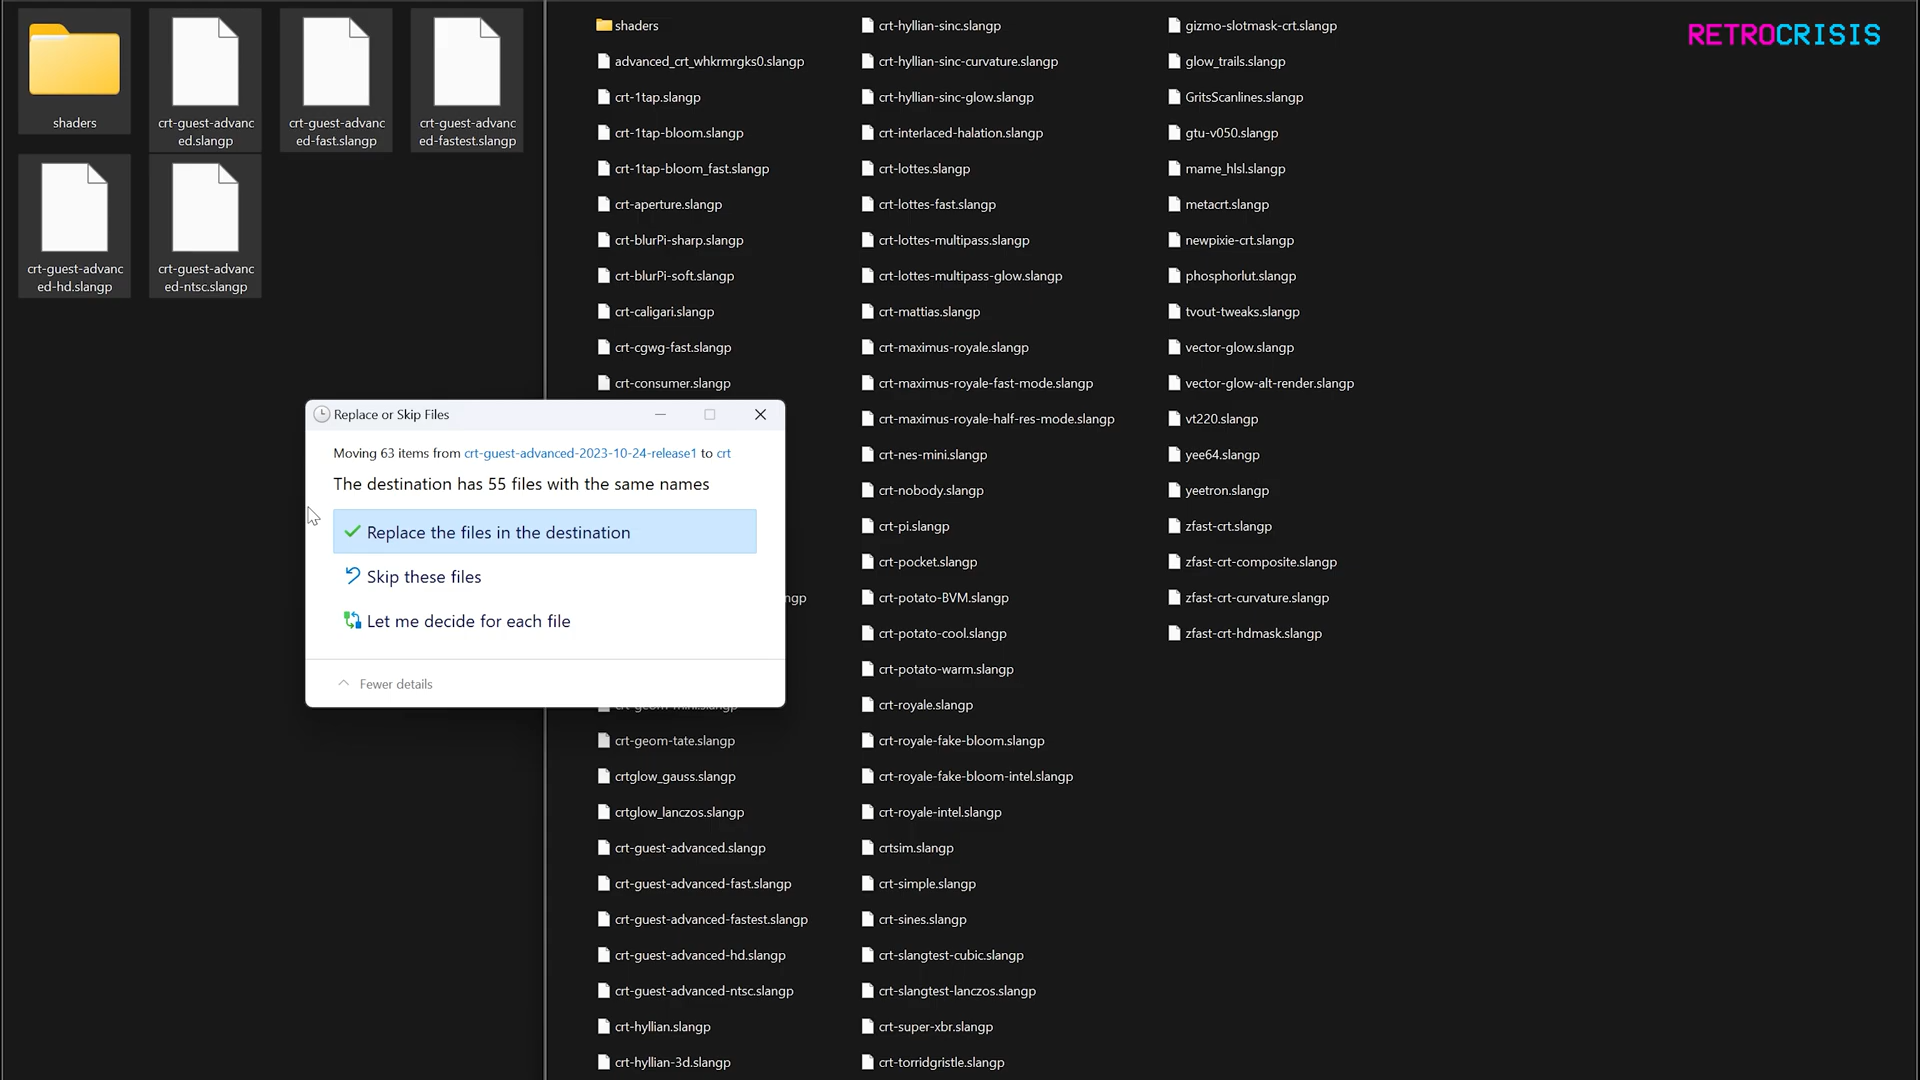 shaders
crt-guest-advanc
ed.slangp
crt-guest-advanc
ed-fast.slangp
crt-guest-advanc
ed-fastest.slangp
crt-guest-advanc
ed-hd.slangp
crt-guest-advanc
ed-ntsc.slangp
Replace or Skip Files
Moving 63 items from crt-guest-advanced-2023-10-24-release1 to crt
The destination has 55 files with the same names
Replace the files in the destination
Skip these files
Let me decide for each file
Fewer details
shaders
advanced_crt_whkrmrgks0.slangp
crt-1tap.slangp
crt-1tap-bloom.slangp
crt-1tap-bloom_fast.slangp
crt-aperture.slangp
crt-blurPi-sharp.slangp
crt-blurPi-soft.slangp
crt-caligari.slangp
crt-cgwg-fast.slangp
crt-consumer.slangp
ngp
crt-geom-mini.slangp
crt-geom-tate.slangp
crtglow_gauss.slangp
crtglow_lanczos.slangp
crt-guest-advanced.slangp
crt-guest-advanced-fast.slangp
crt-guest-advanced-fastest.slangp
crt-guest-advanced-hd.slangp
crt-guest-advanced-ntsc.slangp
crt-hyllian.slangp
crt-hyllian-3d.slangp
crt-hyllian-sinc.slangp
crt-hyllian-sinc-curvature.slangp
crt-hyllian-sinc-glow.slangp
crt-interlaced-halation.slangp
crt-lottes.slangp
crt-lottes-fast.slangp
crt-lottes-multipass.slangp
crt-lottes-multipass-glow.slangp
crt-mattias.slangp
crt-maximus-royale.slangp
crt-maximus-royale-fast-mode.slangp
crt-maximus-royale-half-res-mode.slangp
crt-nes-mini.slangp
crt-nobody.slangp
crt-pi.slangp
crt-pocket.slangp
crt-potato-BVM.slangp
crt-potato-cool.slangp
crt-potato-warm.slangp
crt-royale.slangp
crt-royale-fake-bloom.slangp
crt-royale-fake-bloom-intel.slangp
crt-royale-intel.slangp
crtsim.slangp
crt-simple.slangp
crt-sines.slangp
crt-slangtest-cubic.slangp
crt-slangtest-lanczos.slangp
crt-super-xbr.slangp
crt-torridgristle.slangp
gizmo-slotmask-crt.slangp
glow_trails.slangp
GritsScanlines.slangp
gtu-v050.slangp
mame_hlsl.slangp
metacrt.slangp
newpixie-crt.slangp
phosphorlut.slangp
tvout-tweaks.slangp
vector-glow.slangp
vector-glow-alt-render.slangp
vt220.slangp
yee64.slangp
yeetron.slangp
zfast-crt.slangp
zfast-crt-composite.slangp
zfast-crt-curvature.slangp
zfast-crt-hdmask.slangp
RETROCRISIS